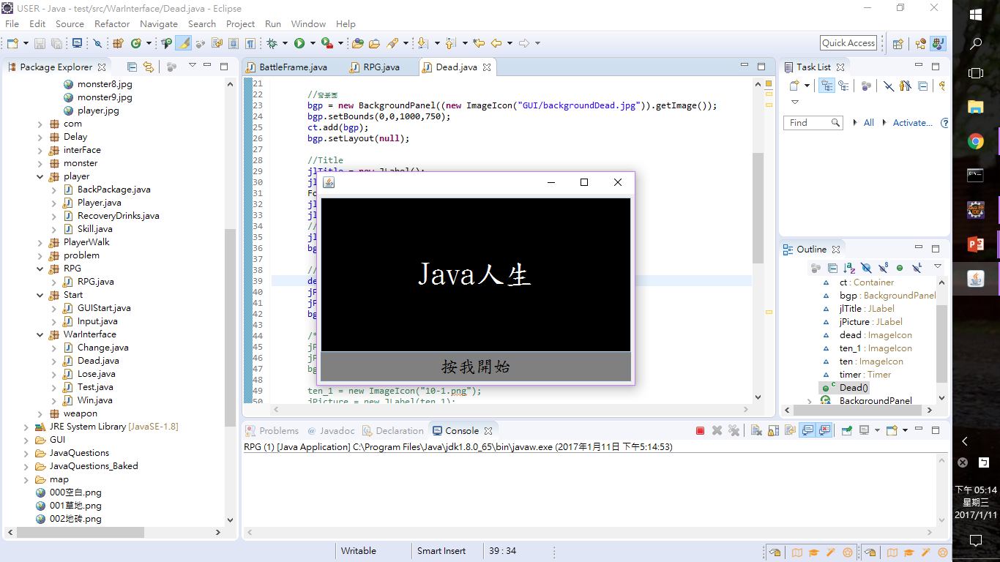 USER - Java - test/src/WarInterface/Dead.java - Eclipse
File Edit Source Refactor Navigate Search Project Run Window Help
Quick Access
Package Explorer
monster8.jpg
monster9.jpg
player.jpg
com
Delay
interFace
monster
player
BackPackage.java
Player.java
RecoveryDrinks.java
Skill.java
PlayerWalk
problem
RPG
RPG.java
Start
GUIStart.java
Input.java
WarInterface
Change.java
Dead.java
Lose.java
Test.java
Win.java
weapon
JRE System Library [JavaSE-1.8]
GUI
JavaQuestions
JavaQuestions_Baked
map
000空白.png
001草地.png
002地磚.png
BattleFrame.java RPG.java Dead.java
21
22 //背景圖
23 bgp = new BackgroundPanel((new ImageIcon("GUI/backgroundDead.jpg")).getImage());
24 bgp.setBounds(0,0,1000,750);
25 ct.add(bgp);
26 bgp.setLayout(null);
27
28 //Title
29 jlTitle = new JLabel();
30 jl
31 Fo
32 jl
33 jl
34 //
35 jl
36 bg
37
38 //
39 de
40 jP
41 jP
42 bg
43
44 /*
45 jP
46 jP
47 bg
48
49 ten_1 = new ImageIcon("10-1.png");
50 jPicture = new JLabel(ten_1);
Java人生
按我開始
Task List
Find All Activate...
Outline
ct : Container
bgp : BackgroundPanel
jlTitle : JLabel
jPicture : JLabel
dead : ImageIcon
ten_1 : ImageIcon
ten : ImageIcon
timer : Timer
Dead()
BackgroundPanel
Problems @ Javadoc Declaration Console
RPG (1) [Java Application] C:\Program Files\Java\jdk1.8.0_65\bin\javaw.exe (2017年1月11日 下午5:14:53)
Writable Smart Insert 39 : 34
下午 05:14
星期三
2017/1/11